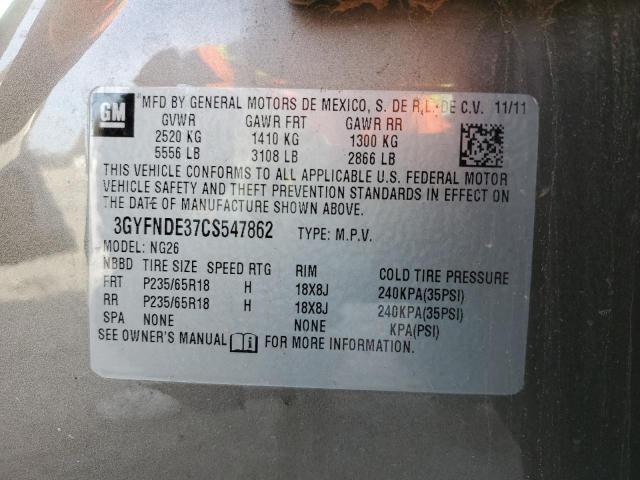 GM
MFD BY GENERAL MOTORS DE MEXICO, S. DE R.L. DE C.V. 11/11
GVWR GAWR FRT GAWR RR
2520 KG 1410 KG 1300 KG
5556 LB 3108 LB 2866 LB
THIS VEHICLE CONFORMS TO ALL APPLICABLE U.S. FEDERAL MOTOR
VEHICLE SAFETY AND THEFT PREVENTION STANDARDS IN EFFECT ON
THE DATE OF MANUFACTURE SHOWN ABOVE.
3GYFNDE37CS547862 TYPE: M.P.V.
MODEL: NG26
NBBD TIRE SIZE SPEED RTG RIM COLD TIRE PRESSURE
FRT P235/65R18 H 18X8J 240KPA(35PSI)
RR P235/65R18 H 18X8J 240KPA(35PSI)
SPA NONE NONE KPA(PSI)
SEE OWNER'S MANUAL FOR MORE INFORMATION.